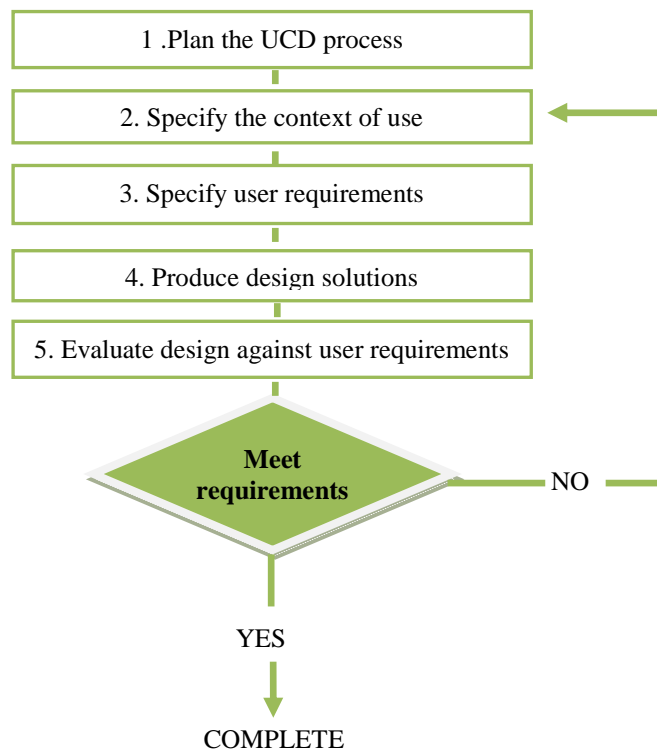 1 .Plan the UCD process
2. Specify the context of use
3. Specify user requirements
4. Produce design solutions
5. Evaluate design against user requirements
Meet
requirements
NO
YES
COMPLETE